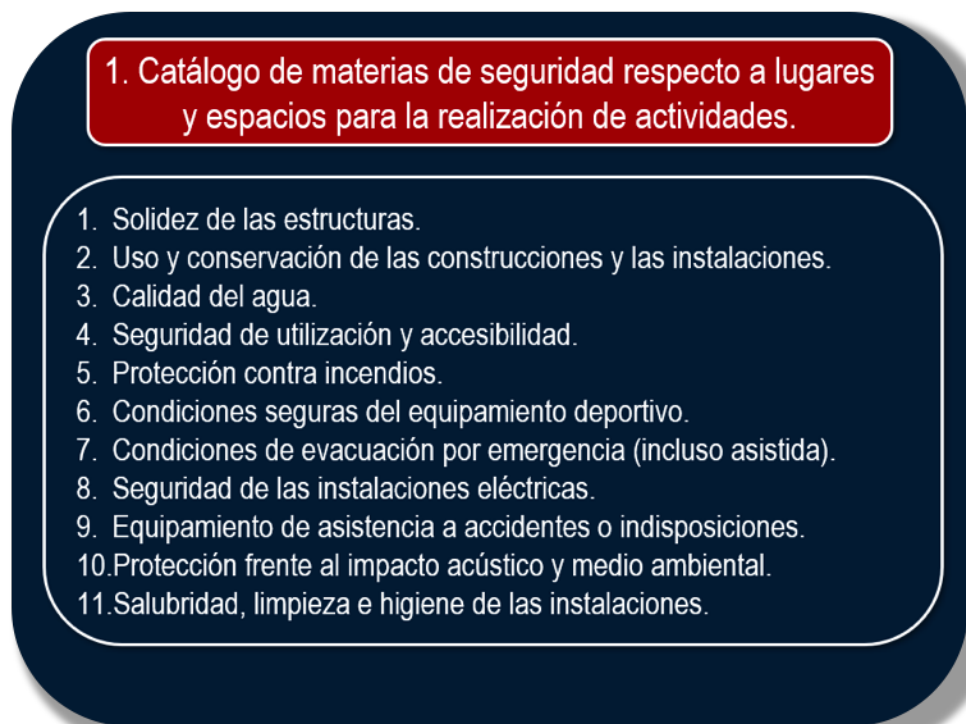 1. Catálogo de materias de seguridad respecto a lugares
y espacios para la realización de actividades.
1. Solidez de las estructuras.
2. Uso y conservación de las construcciones y las instalaciones.
3. Calidad del agua.
4. Seguridad de utilización y accesibilidad.
5. Protección contra incendios.
6. Condiciones seguras del equipamiento deportivo.
7. Condiciones de evacuación por emergencia (incluso asistida).
8. Seguridad de las instalaciones eléctricas.
9. Equipamiento de asistencia a accidentes o indisposiciones.
10.Protección frente al impacto acústico y medio ambiental.
11.Salubridad, limpieza e higiene de las instalaciones.